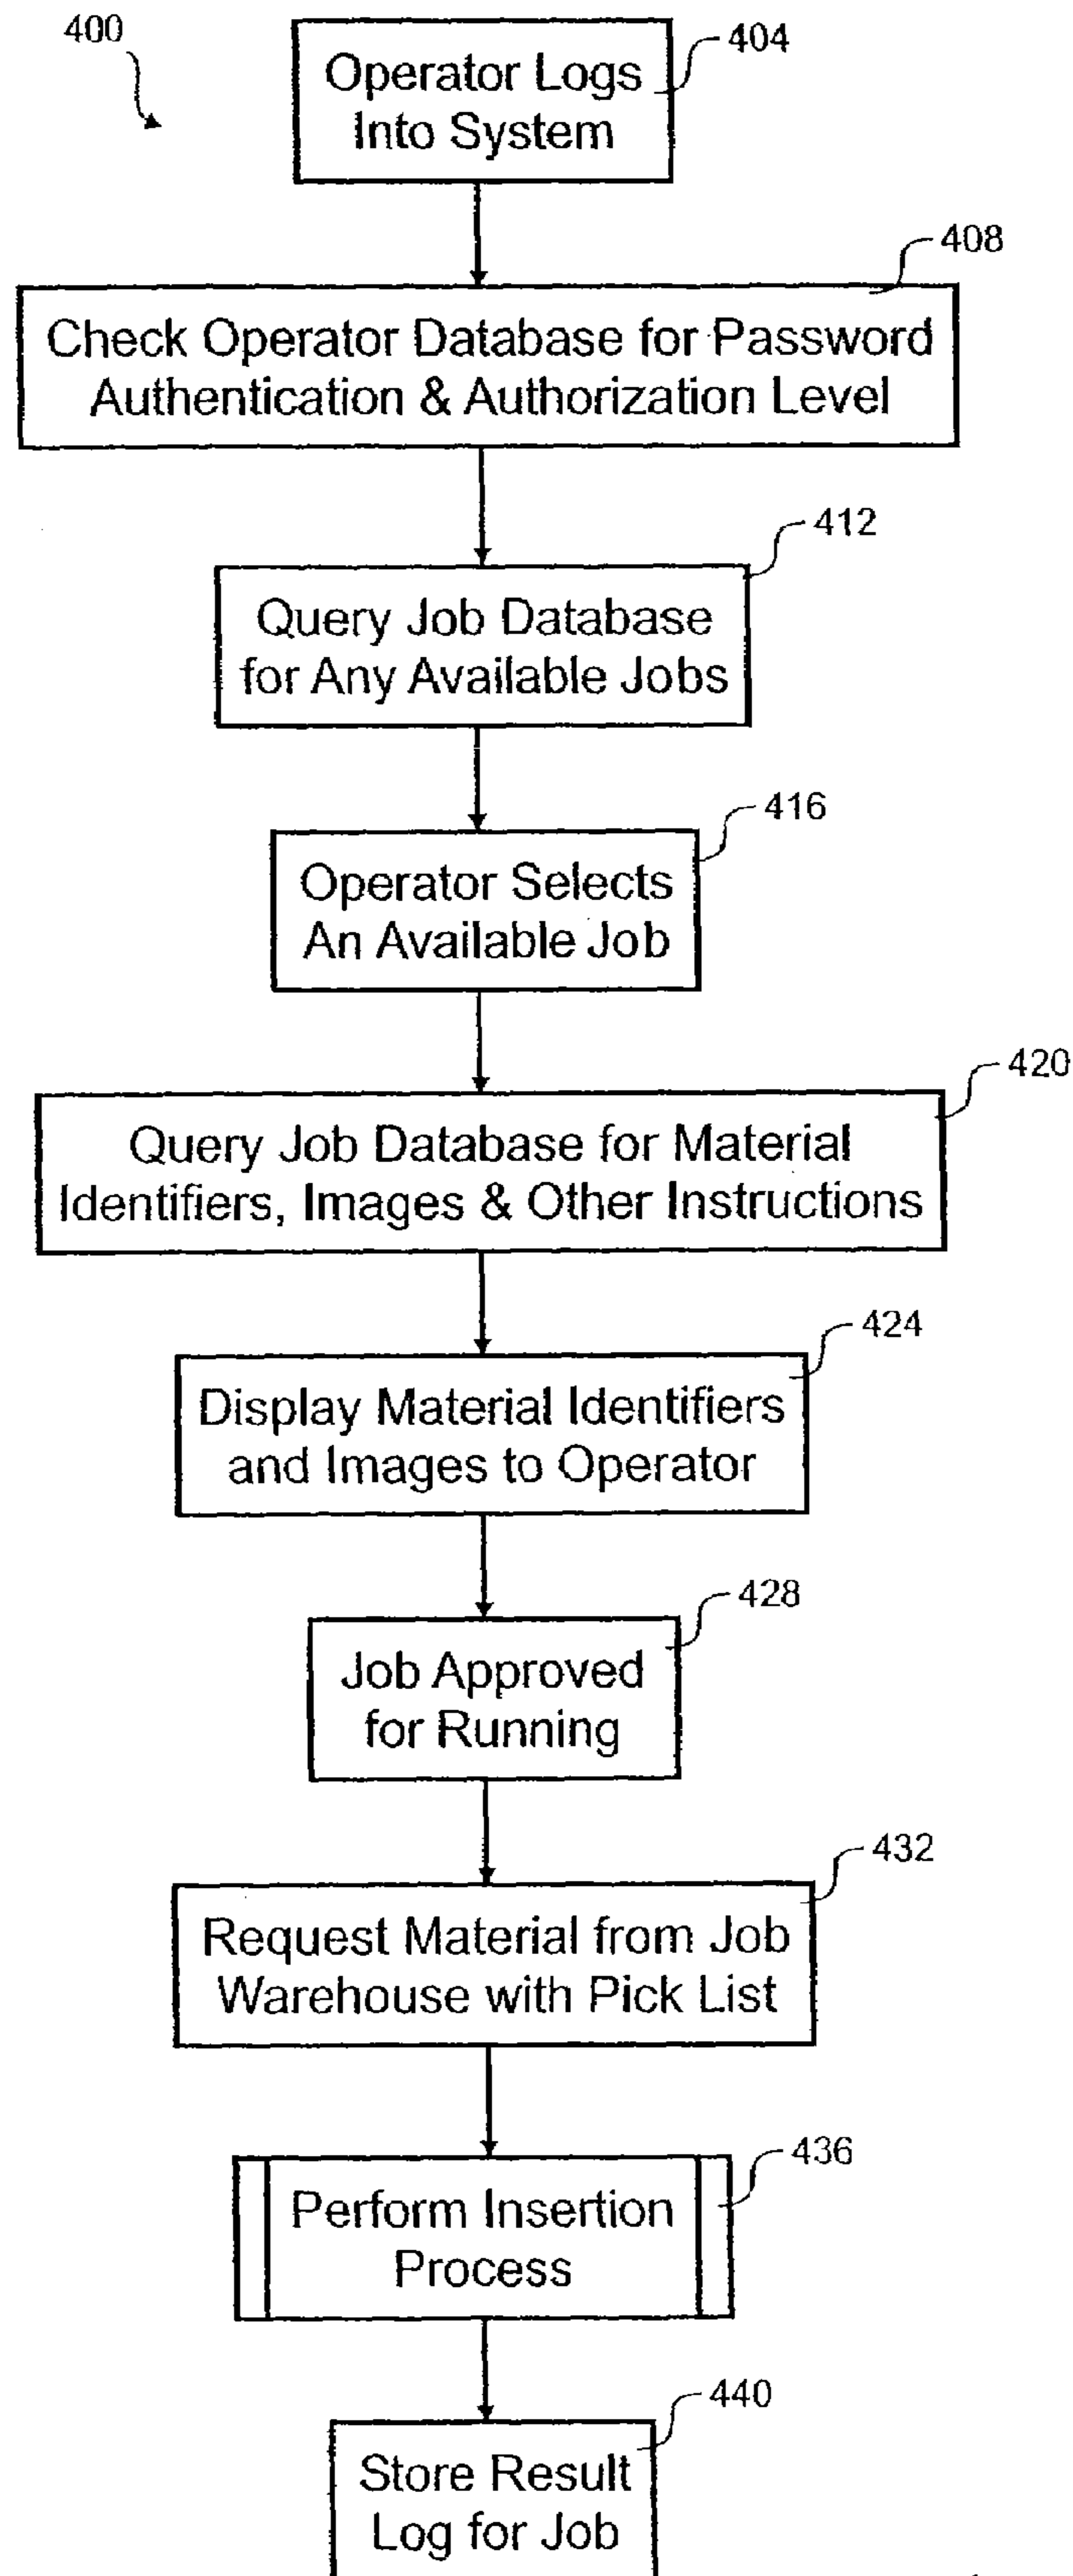 400
404
Operator Logs
Into System
408
Check Operator Database for Password
Authentication & Authorization Level
412
Query Job Database
for Any Available Jobs
416
Operator Selects
An Available Job
420
Query Job Database for Material
Identifiers, Images & Other Instructions
424
Display Material Identifiers
and Images to Operator
428
Job Approved
for Running
432
Request Material from Job
Warehouse with Pick List
436
Perform Insertion
Process
440
Store Result
Log for Job